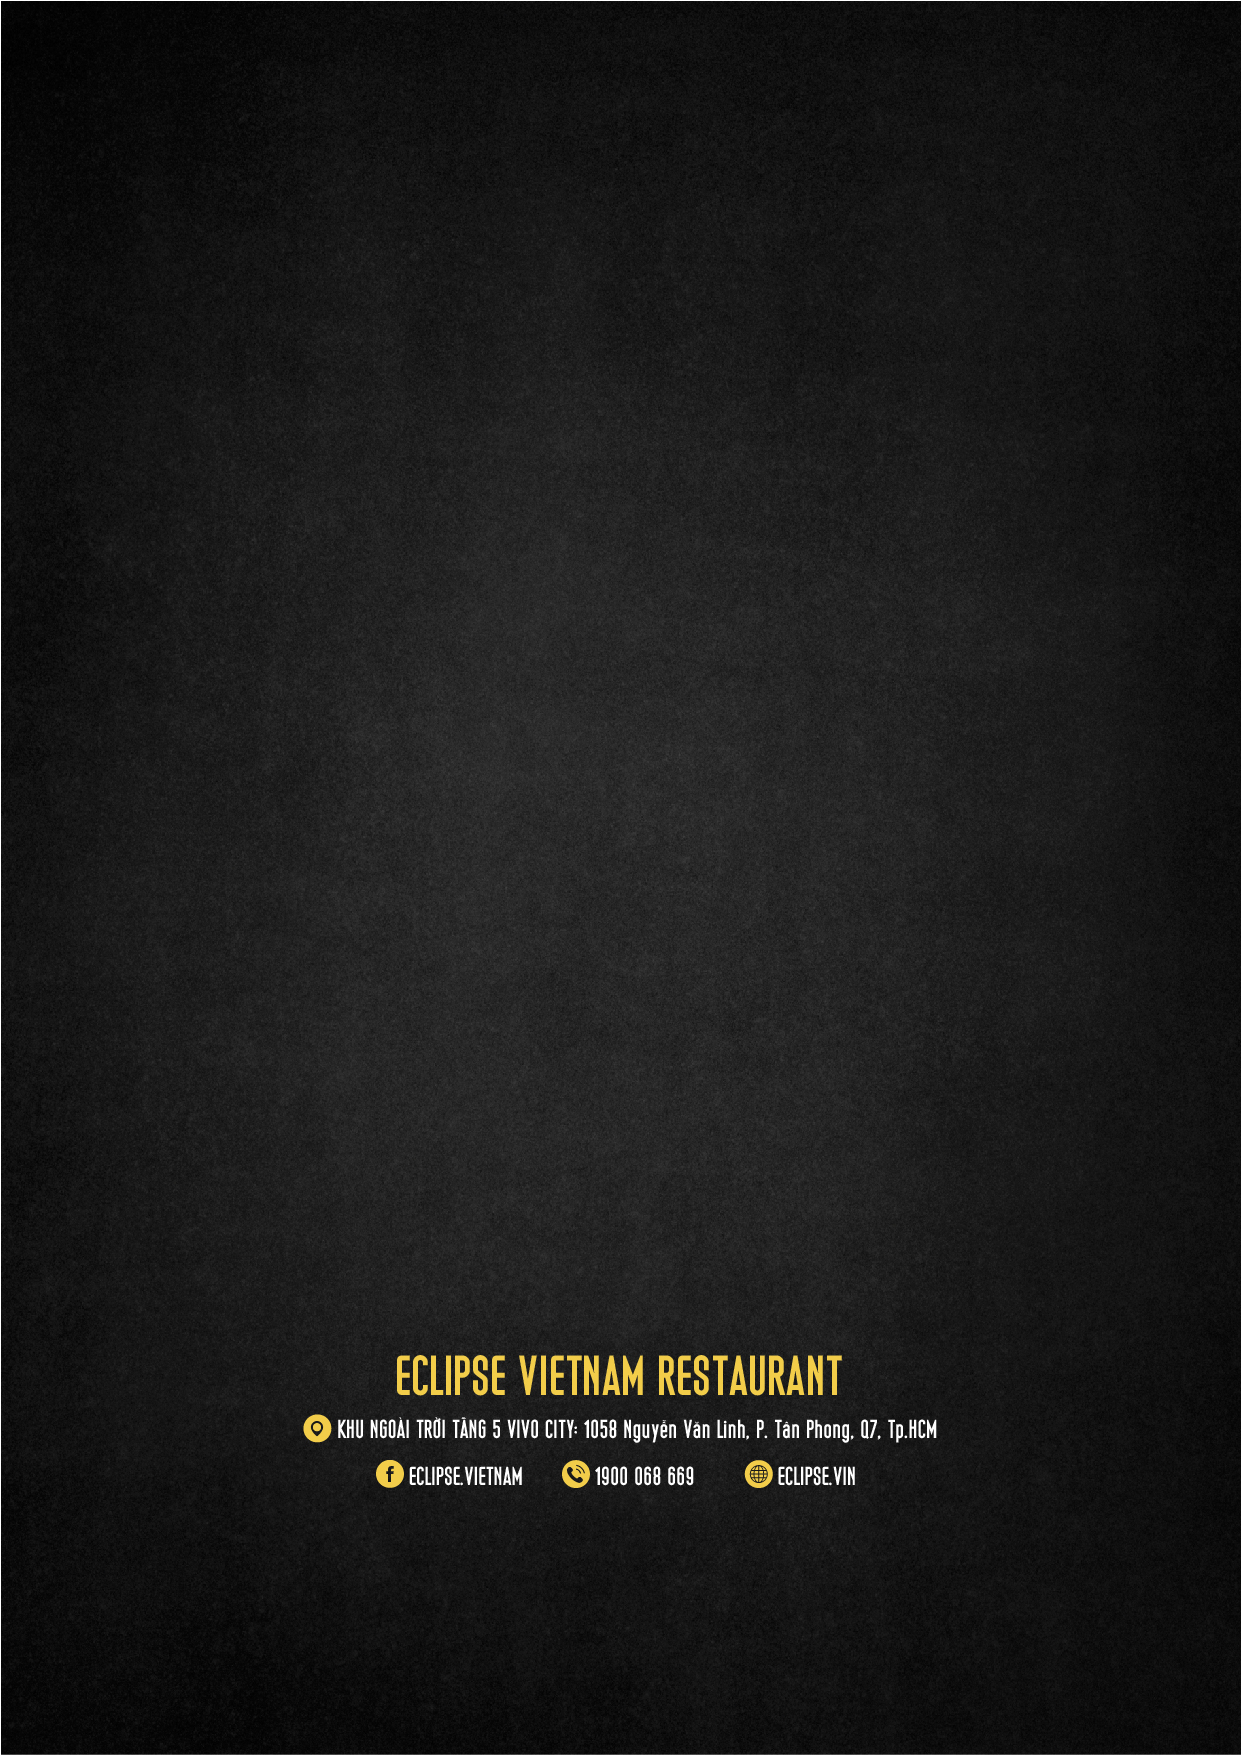 ECLIPSE VIETNAM RESTAURANT
KHU NGOÀI TRỜI TẦNG 5 VIVO CITY: 1058 Nguyễn Văn Linh, P. Tân Phong, Q7, Tp.HCM
ECLIPSE.VIETNAM 1900 068 669 ECLIPSE.VIN